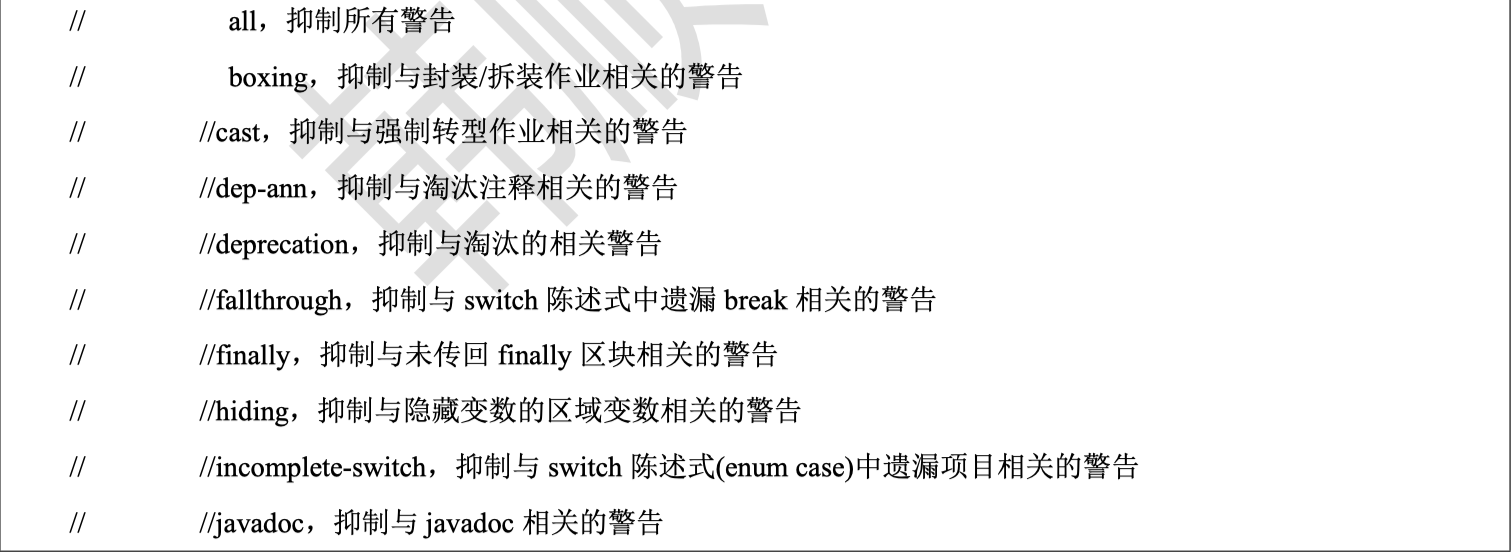 // all，抑制所有警告
// boxing，抑制与封装/拆装作业相关的警告
// //cast，抑制与强制转型作业相关的警告
// //dep-ann，抑制与淘汰注释相关的警告
// //deprecation，抑制与淘汰的相关警告
// //fallthrough，抑制与 switch 陈述式中遗漏 break 相关的警告
// //finally，抑制与未传回 finally 区块相关的警告
// //hiding，抑制与隐藏变数的区域变数相关的警告
// //incomplete-switch，抑制与 switch 陈述式(enum case)中遗漏项目相关的警告
// //javadoc，抑制与 javadoc 相关的警告